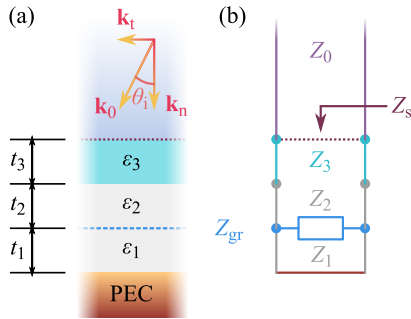 (a)
k_t
k_0
θ_i
k_n
t_3
ε_3
t_2
ε_2
t_1
ε_1
PEC
(b)
Z_0
Z_s
Z_3
Z_2
Z_gr
Z_1